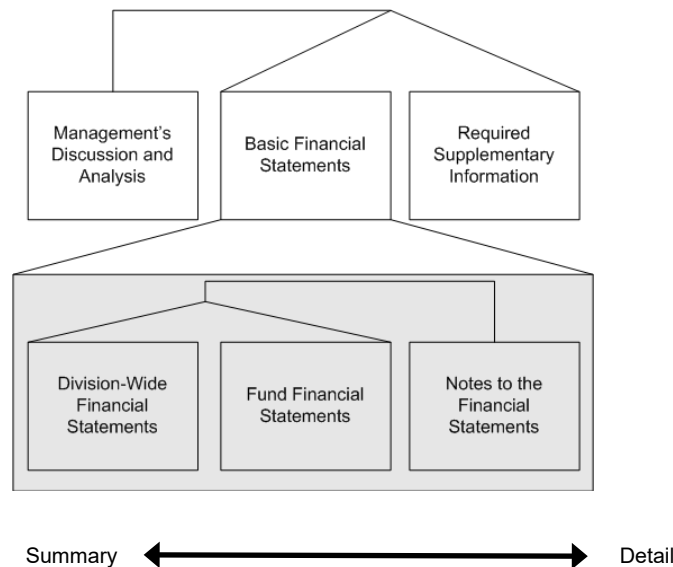 Management's
Discussion and
Analysis
Basic Financial
Statements
Required
Supplementary
Information
Division-Wide
Financial
Statements
Fund Financial
Statements
Notes to the
Financial
Statements
Summary
Detail